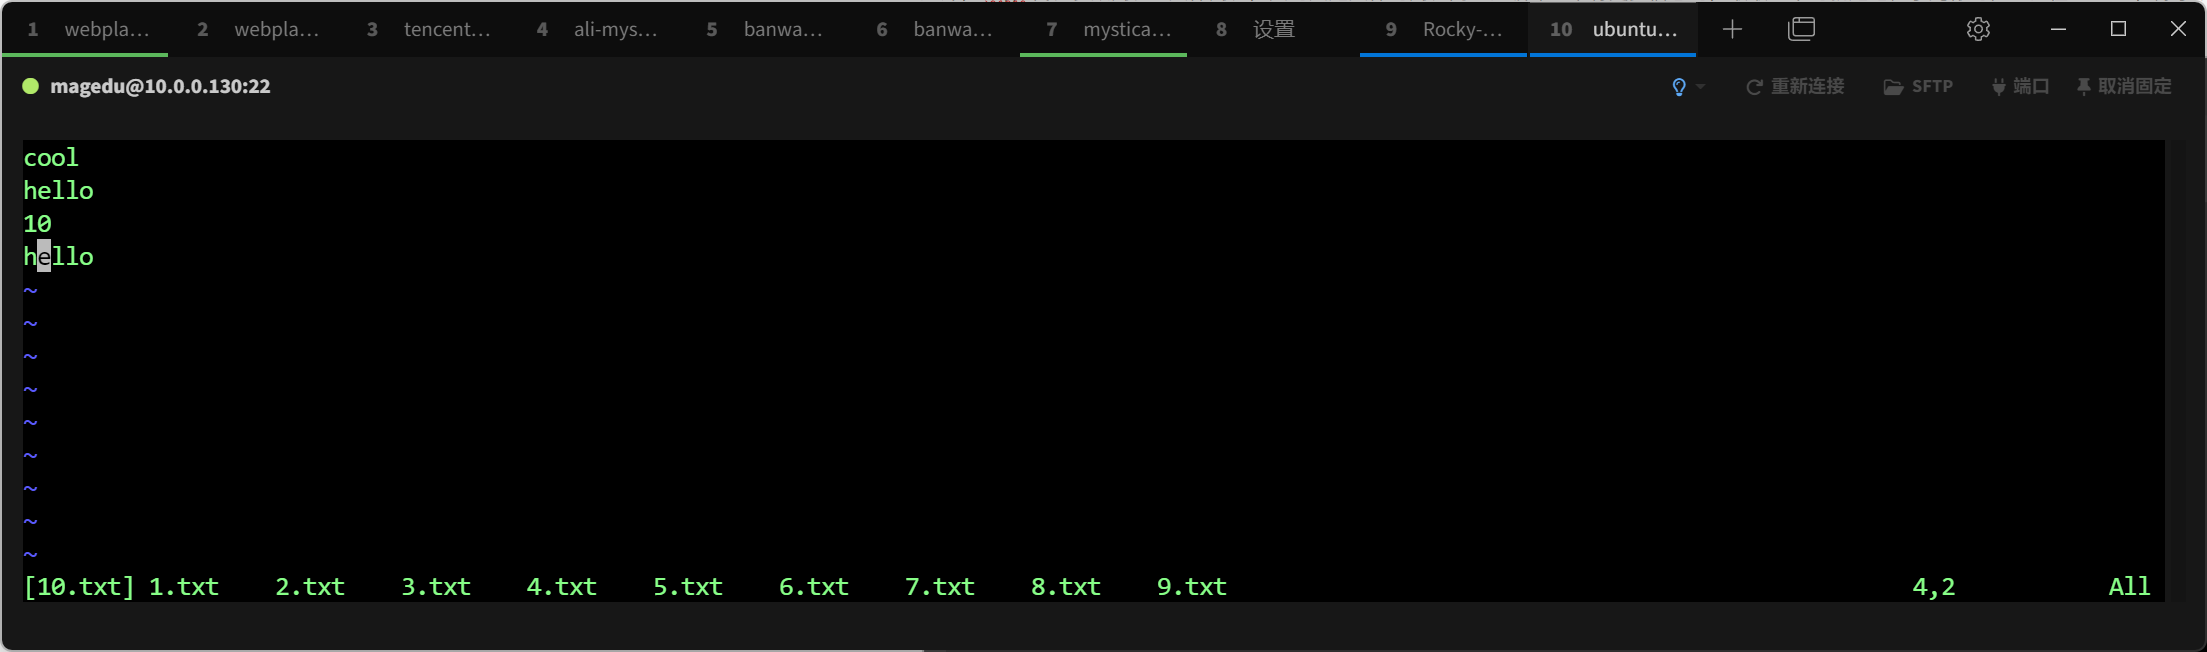 1 webpla... 2 webpla... 3 tencent... 4 ali-mys... 5 banwa... 6 banwa... 7 mystica... 8 设置 9 Rocky-... 10 ubuntu...
magedu@10.0.0.130:22 重新连接 SFTP 端口 取消固定
cool
hello
10
hello
~
~
~
~
~
~
~
~
~
[10.txt] 1.txt 2.txt 3.txt 4.txt 5.txt 6.txt 7.txt 8.txt 9.txt 4,2 All